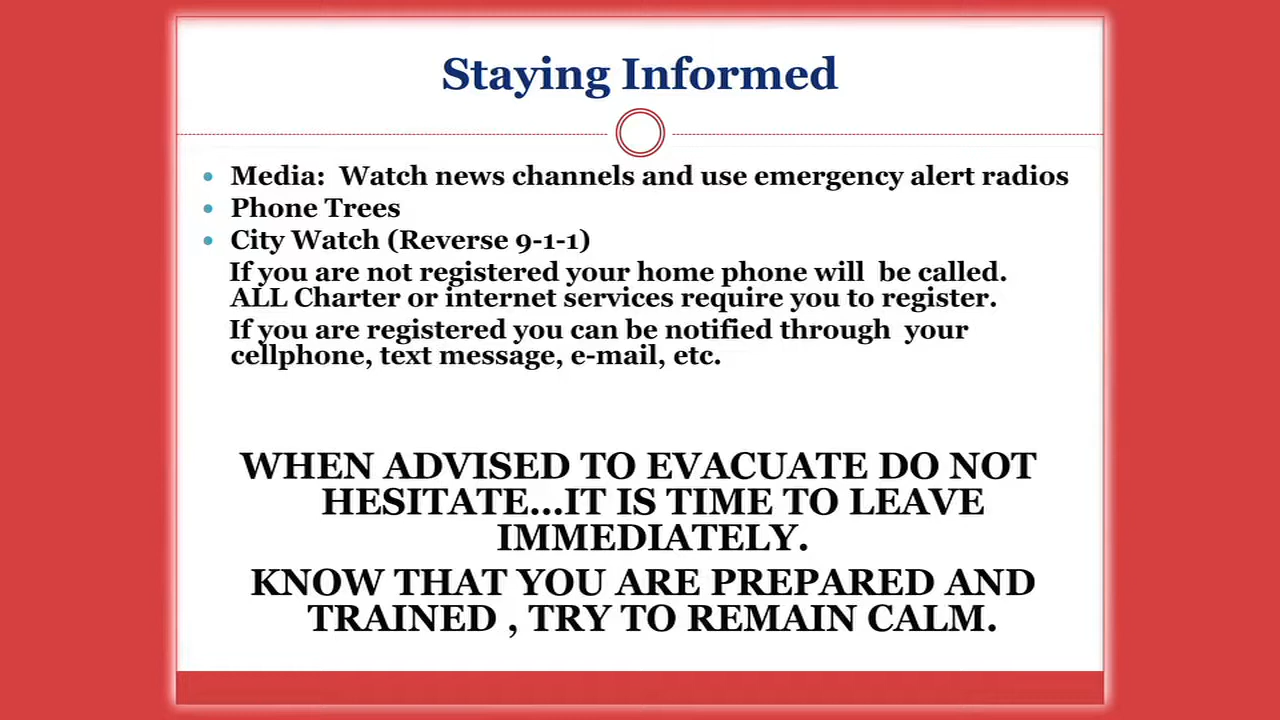 Staying Informed
• Media:  Watch news channels and use emergency alert radios
• Phone Trees
• City Watch (Reverse 9-1-1)
If you are not registered your home phone will  be called.
ALL Charter or internet services require you to register.
If you are registered you can be notified through  your
cellphone, text message, e-mail, etc.
WHEN ADVISED TO EVACUATE DO NOT
HESITATE...IT IS TIME TO LEAVE
IMMEDIATELY.
KNOW THAT YOU ARE PREPARED AND
TRAINED , TRY TO REMAIN CALM.